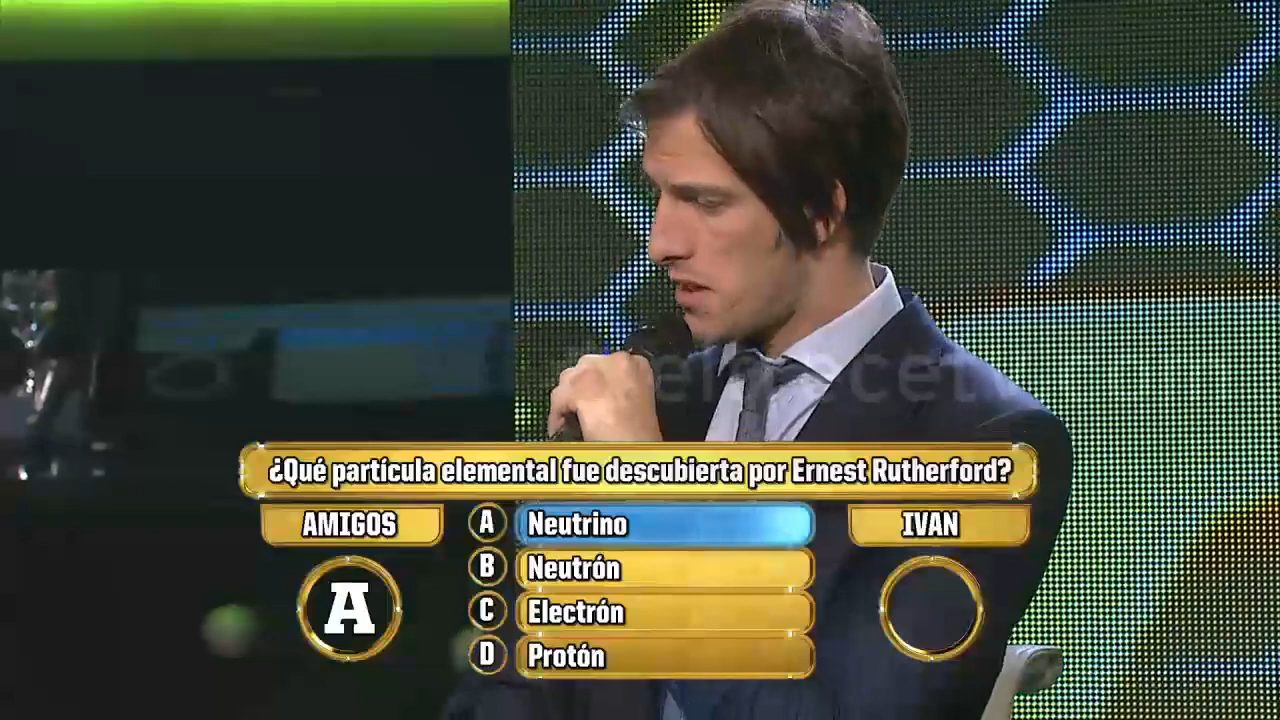 ¿Qué partícula elemental fue descubierta por Ernest Rutherford?
AMIGOS
A Neutrino
IVAN
B Neutrón
A
C Electrón
D Protón